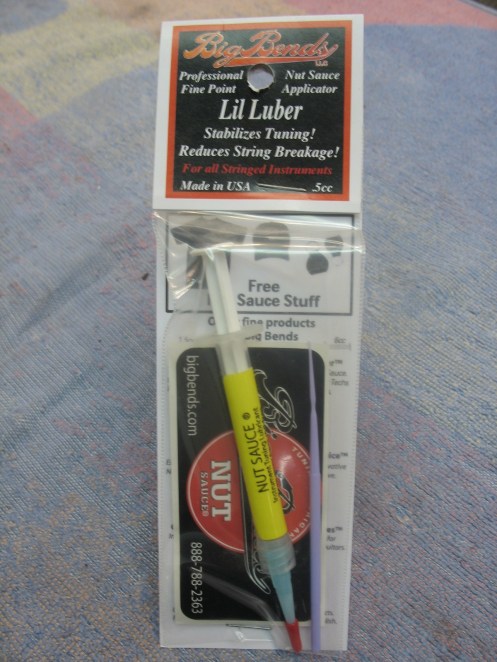 Big Bends
LLC
Professional Nut Sauce
Fine Point Applicator
Lil Luber
Stabilizes Tuning!
Reduces String Breakage!
For all Stringed Instruments
Made in USA .5cc
Free
Sauce Stuff
fine products
Bends
bigbends.com
NUT SAUCE ®
NUT
SAUCE®
888-788-2363